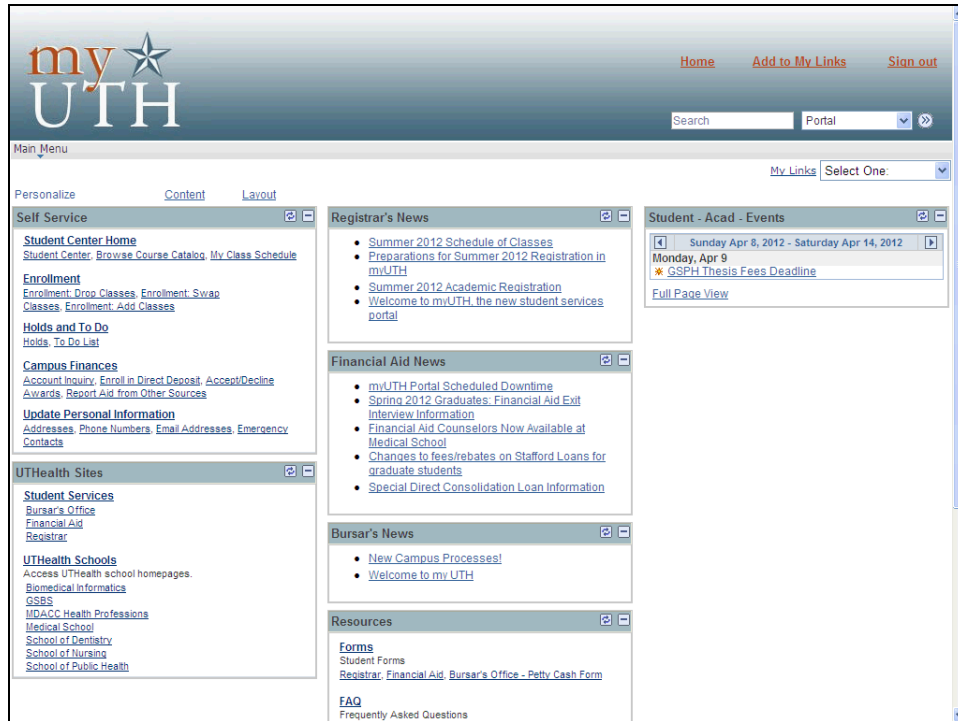 my
UTH
Home Add to My Links Sign out
Search Portal
Main Menu
My Links Select One:
Personalize Content Layout
Self Service
Student Center Home
Student Center, Browse Course Catalog, My Class Schedule
Enrollment
Enrollment: Drop Classes, Enrollment: Swap
Classes, Enrollment: Add Classes
Holds and To Do
Holds, To Do List
Campus Finances
Account Inquiry, Enroll in Direct Deposit, Accept/Decline
Awards, Report Aid from Other Sources
Update Personal Information
Addresses, Phone Numbers, Email Addresses, Emergency
Contacts
UTHealth Sites
Student Services
Bursar's Office
Financial Aid
Registrar
UTHealth Schools
Access UTHealth school homepages.
Biomedical Informatics
GSBS
MDACC Health Professions
Medical School
School of Dentistry
School of Nursing
School of Public Health
Registrar's News
Summer 2012 Schedule of Classes
Preparations for Summer 2012 Registration in
myUTH
Summer 2012 Academic Registration
Welcome to myUTH, the new student services
portal
Financial Aid News
myUTH Portal Scheduled Downtime
Spring 2012 Graduates: Financial Aid Exit
Interview Information
Financial Aid Counselors Now Available at
Medical School
Changes to fees/rebates on Stafford Loans for
graduate students
Special Direct Consolidation Loan Information
Bursar's News
New Campus Processes!
Welcome to my UTH
Resources
Forms
Student Forms
Registrar, Financial Aid, Bursar's Office - Petty Cash Form
FAQ
Frequently Asked Questions
Student - Acad - Events
Sunday Apr 8, 2012 - Saturday Apr 14, 2012
Monday, Apr 9
GSPH Thesis Fees Deadline
Full Page View